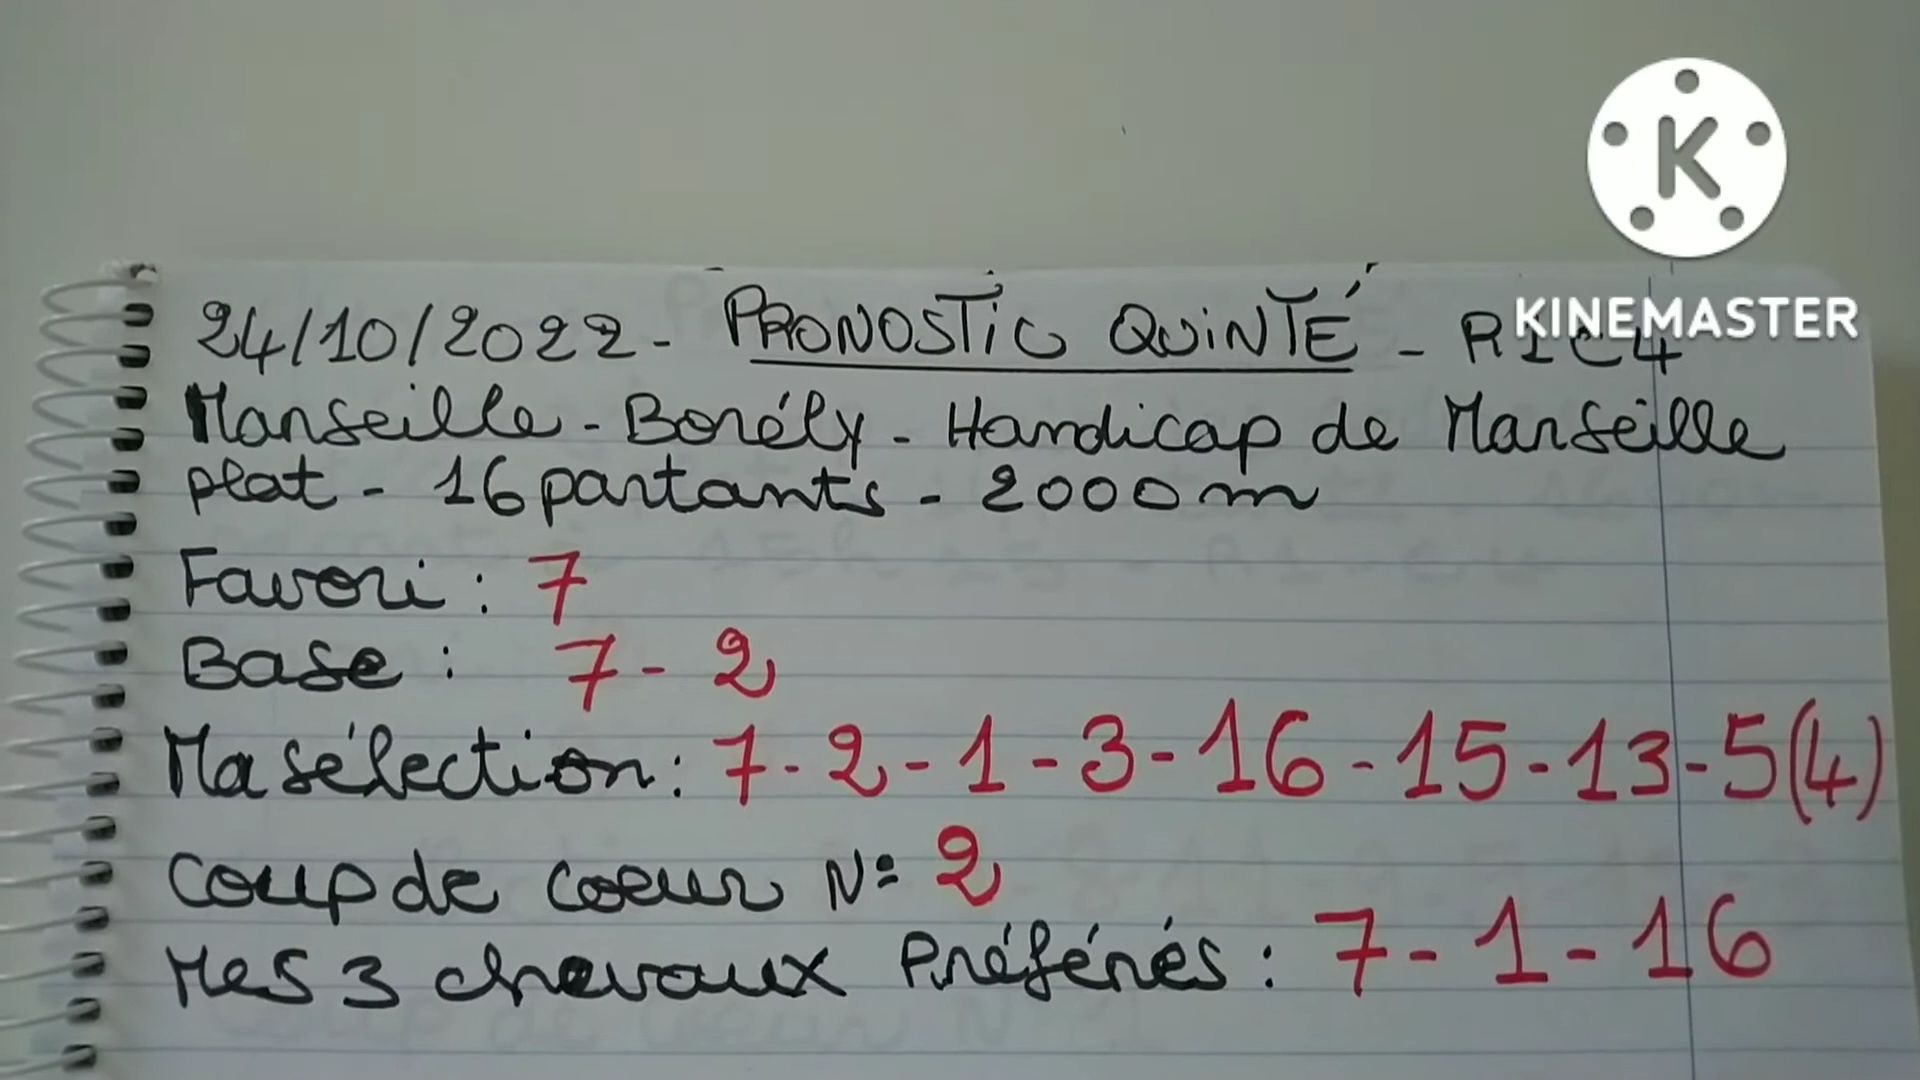 24/10/2022 - PRONOSTIC QUINTÉ - R1C4
KINEMASTER
Marseille - Borély - Handicap de Marseille
plat - 16 partants - 2000 m
Favori : 7
Base : 7 - 2
Ma sélection : 7 - 2 - 1 - 3 - 16 - 15 - 13 - 5 (4)
Coup de coeur N° 2
Mes 3 chevaux Préférés : 7 - 1 - 16